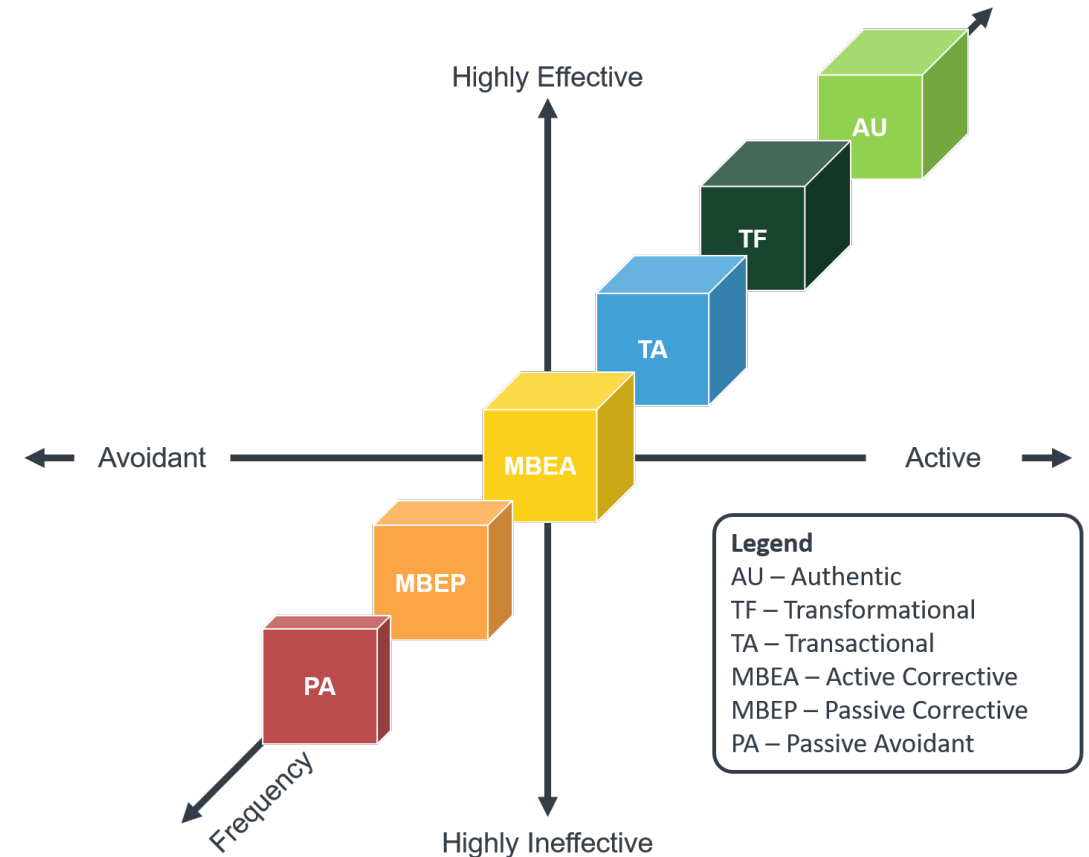 Highly Effective
AU
TF
TA
Avoidant
MBEA
Active
MBEP
PA
Frequency
Highly Ineffective
Legend
AU – Authentic
TF – Transformational
TA – Transactional
MBEA – Active Corrective
MBEP – Passive Corrective
PA – Passive Avoidant